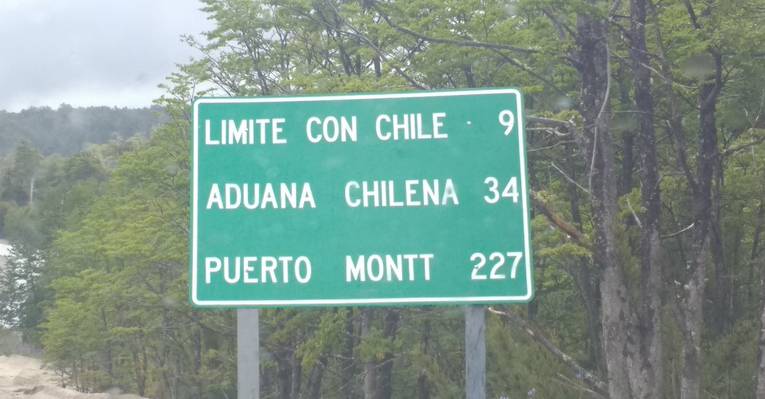 LIMITE CON CHILE 9
ADUANA CHILENA 34
PUERTO MONTT 227